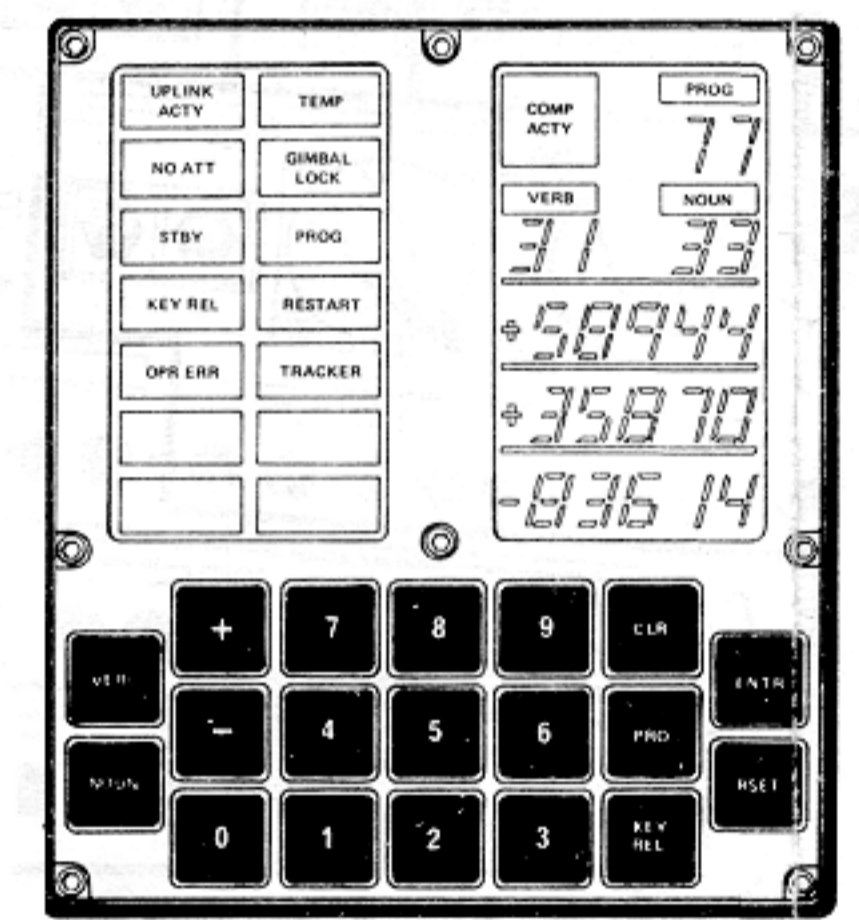 UPLINK
ACTY
TEMP
NO ATT
GIMBAL
LOCK
STBY
PROG
KEY REL
RESTART
OPR ERR
TRACKER
COMP
ACTY
PROG
77
VERB
NOUN
31
33
+58944
+35870
-83614
+
7
8
9
CLR
VERB
ENTR
-
4
5
6
PRO
NOUN
RSET
0
1
2
3
KEY
REL